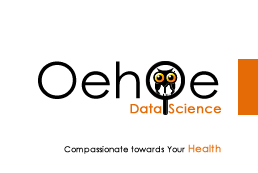 Oehoe
Data Science
Compassionate towards Your Health